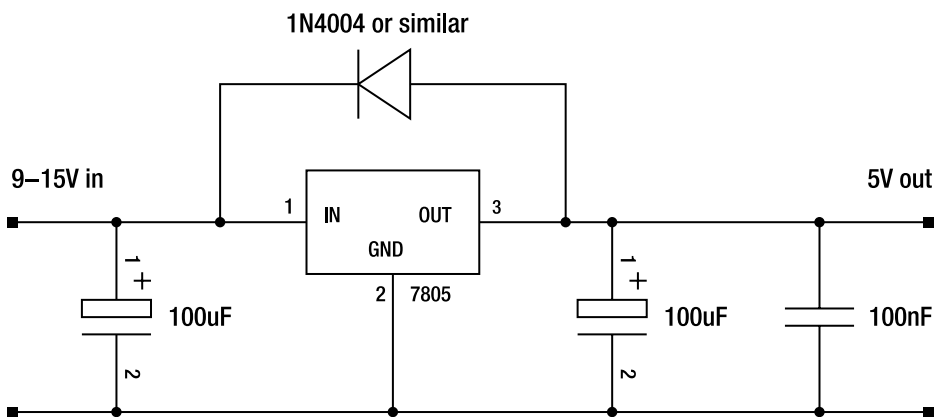 1N4004 or similar
9–15V in
5V out
1
IN
OUT
3
GND
2
7805
1
+
100uF
2
1
+
100uF
2
100nF